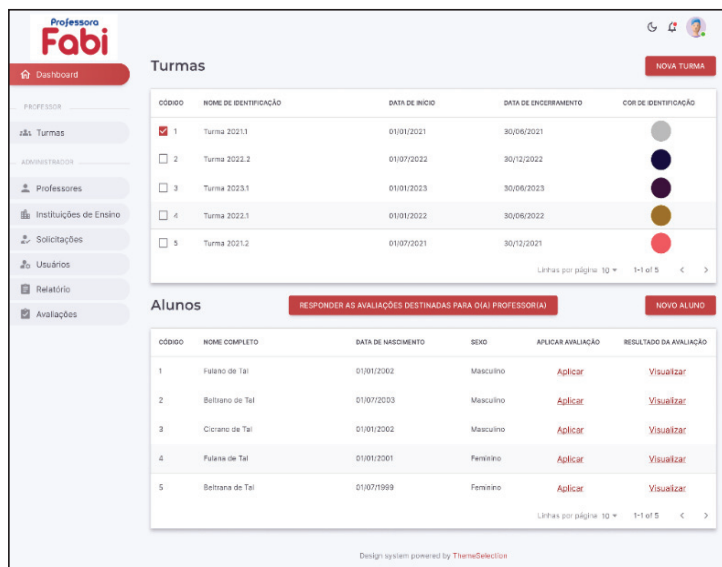 Professora
Fabi
Dashboard
PROFESSOR
Turmas
ADMINISTRADOR
Professores
Instituições de Ensino
Solicitações
Usuários
Relatório
Avaliações
Turmas
NOVA TURMA
CÓDIGO NOME DE IDENTIFICAÇÃO DATA DE INÍCIO DATA DE ENCERRAMENTO COR DE IDENTIFICAÇÃO
1 Turma 2021.1 01/01/2021 30/06/2021
2 Turma 2022.2 01/07/2022 30/12/2022
3 Turma 2023.1 01/01/2023 30/06/2023
4 Turma 2022.1 01/01/2022 30/06/2022
5 Turma 2021.2 01/07/2021 30/12/2021
Linhas por página: 10 1-1 of 5 < >
Alunos
RESPONDER AS AVALIAÇÕES DESTINADAS PARA O(A) PROFESSOR(A)
NOVO ALUNO
CÓDIGO NOME COMPLETO DATA DE NASCIMENTO SEXO APLICAR AVALIAÇÃO RESULTADO DA AVALIAÇÃO
1 Fulano de Tal 01/01/2002 Masculino Aplicar Visualizar
2 Beltrano de Tal 01/07/2003 Masculino Aplicar Visualizar
3 Cicrano de Tal 01/01/2002 Masculino Aplicar Visualizar
4 Fulana de Tal 01/01/2001 Feminino Aplicar Visualizar
5 Beltrana de Tal 01/07/1999 Feminino Aplicar Visualizar
Linhas por página: 10 1-1 of 5 < >
Design system powered by ThemeSelection